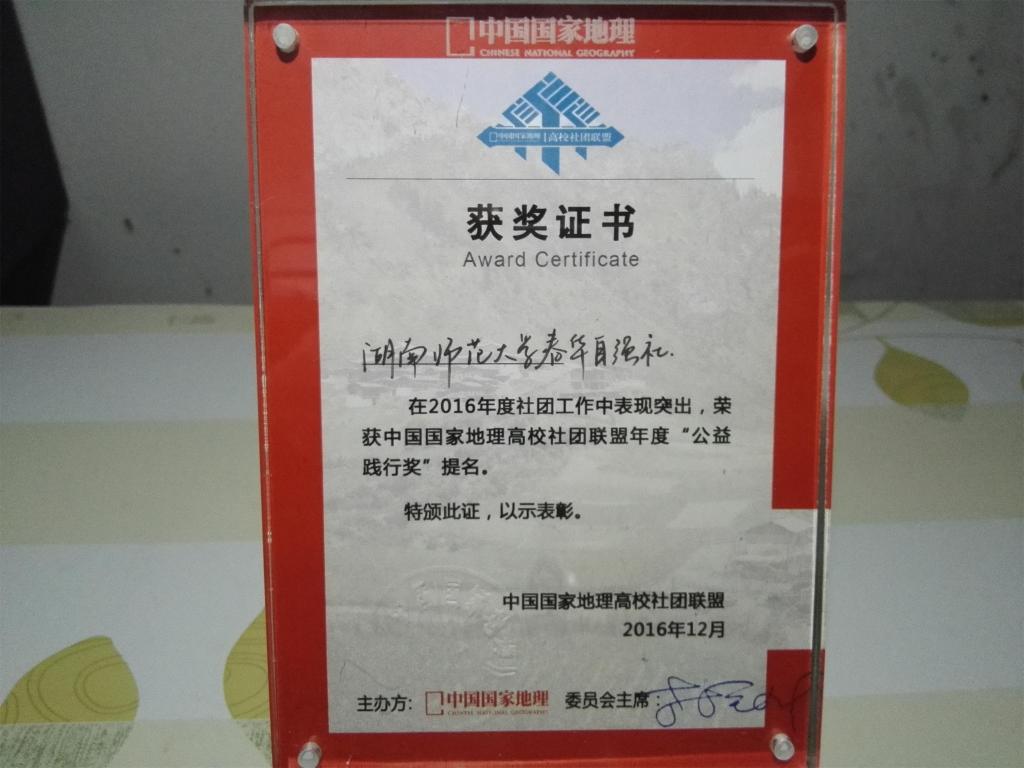 中国国家地理
CHINESE NATIONAL GEOGRAPHY
中国国家地理 高校社团联盟
获奖证书
Award Certificate
湖南师范大学泰华自强社
在2016年度社团工作中表现突出，荣
获中国国家地理高校社团联盟年度“公益
践行奖”提名。
特颁此证，以示表彰。
中国国家地理高校社团联盟
2016年12月
主办方: 中国国家地理 委员会主席:
CHINESE NATIONAL GEOGRAPHY